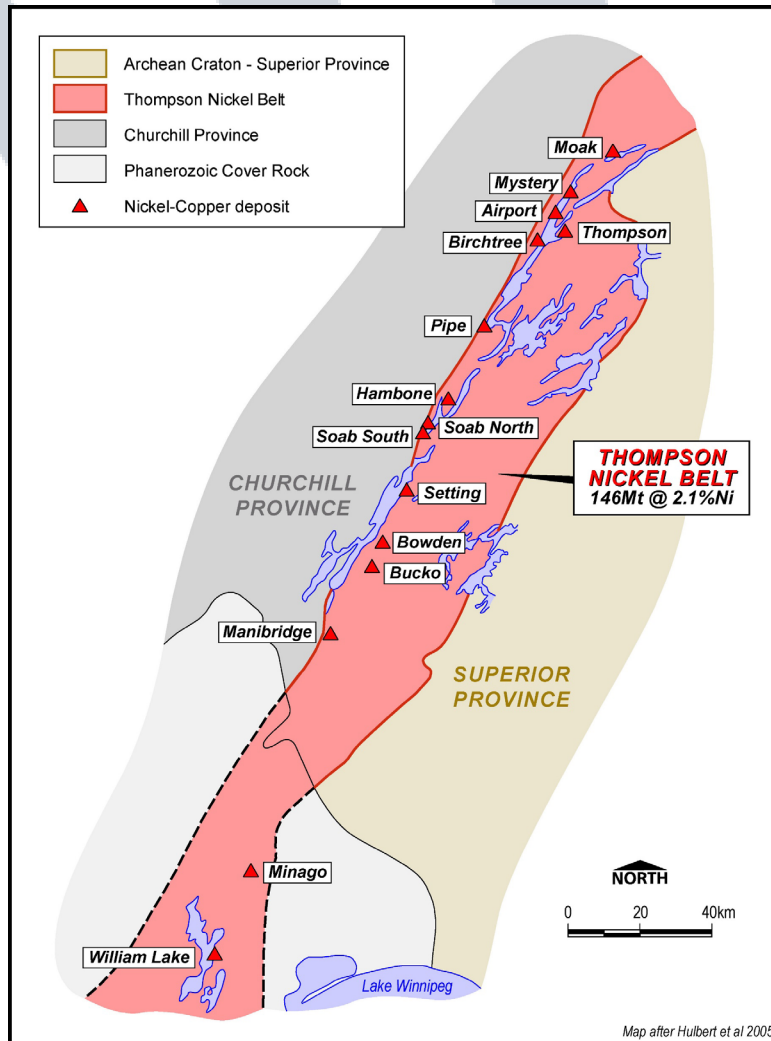 Archean Craton - Superior Province
Thompson Nickel Belt
Churchill Province
Phanerozoic Cover Rock
Nickel-Copper deposit
Moak
Mystery
Airport
Thompson
Birchtree
Pipe
Hambone
Soab North
Soab South
THOMPSON
NICKEL BELT
146Mt @ 2.1%Ni
CHURCHILL
PROVINCE
Setting
Bowden
Bucko
Manibridge
SUPERIOR
PROVINCE
Minago
NORTH
0 20 40km
William Lake
Lake Winnipeg
Map after Hulbert et al 2005